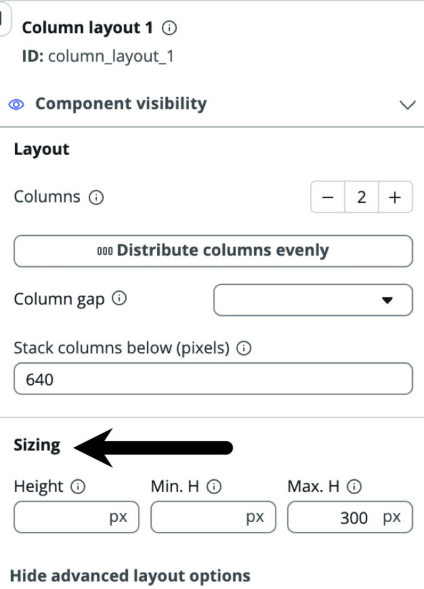 Column layout 1
ID: column_layout_1
Component visibility
Layout
Columns
− 2 +
Distribute columns evenly
Column gap
Stack columns below (pixels)
640
Sizing
Height Min. H Max. H
px px 300 px
Hide advanced layout options